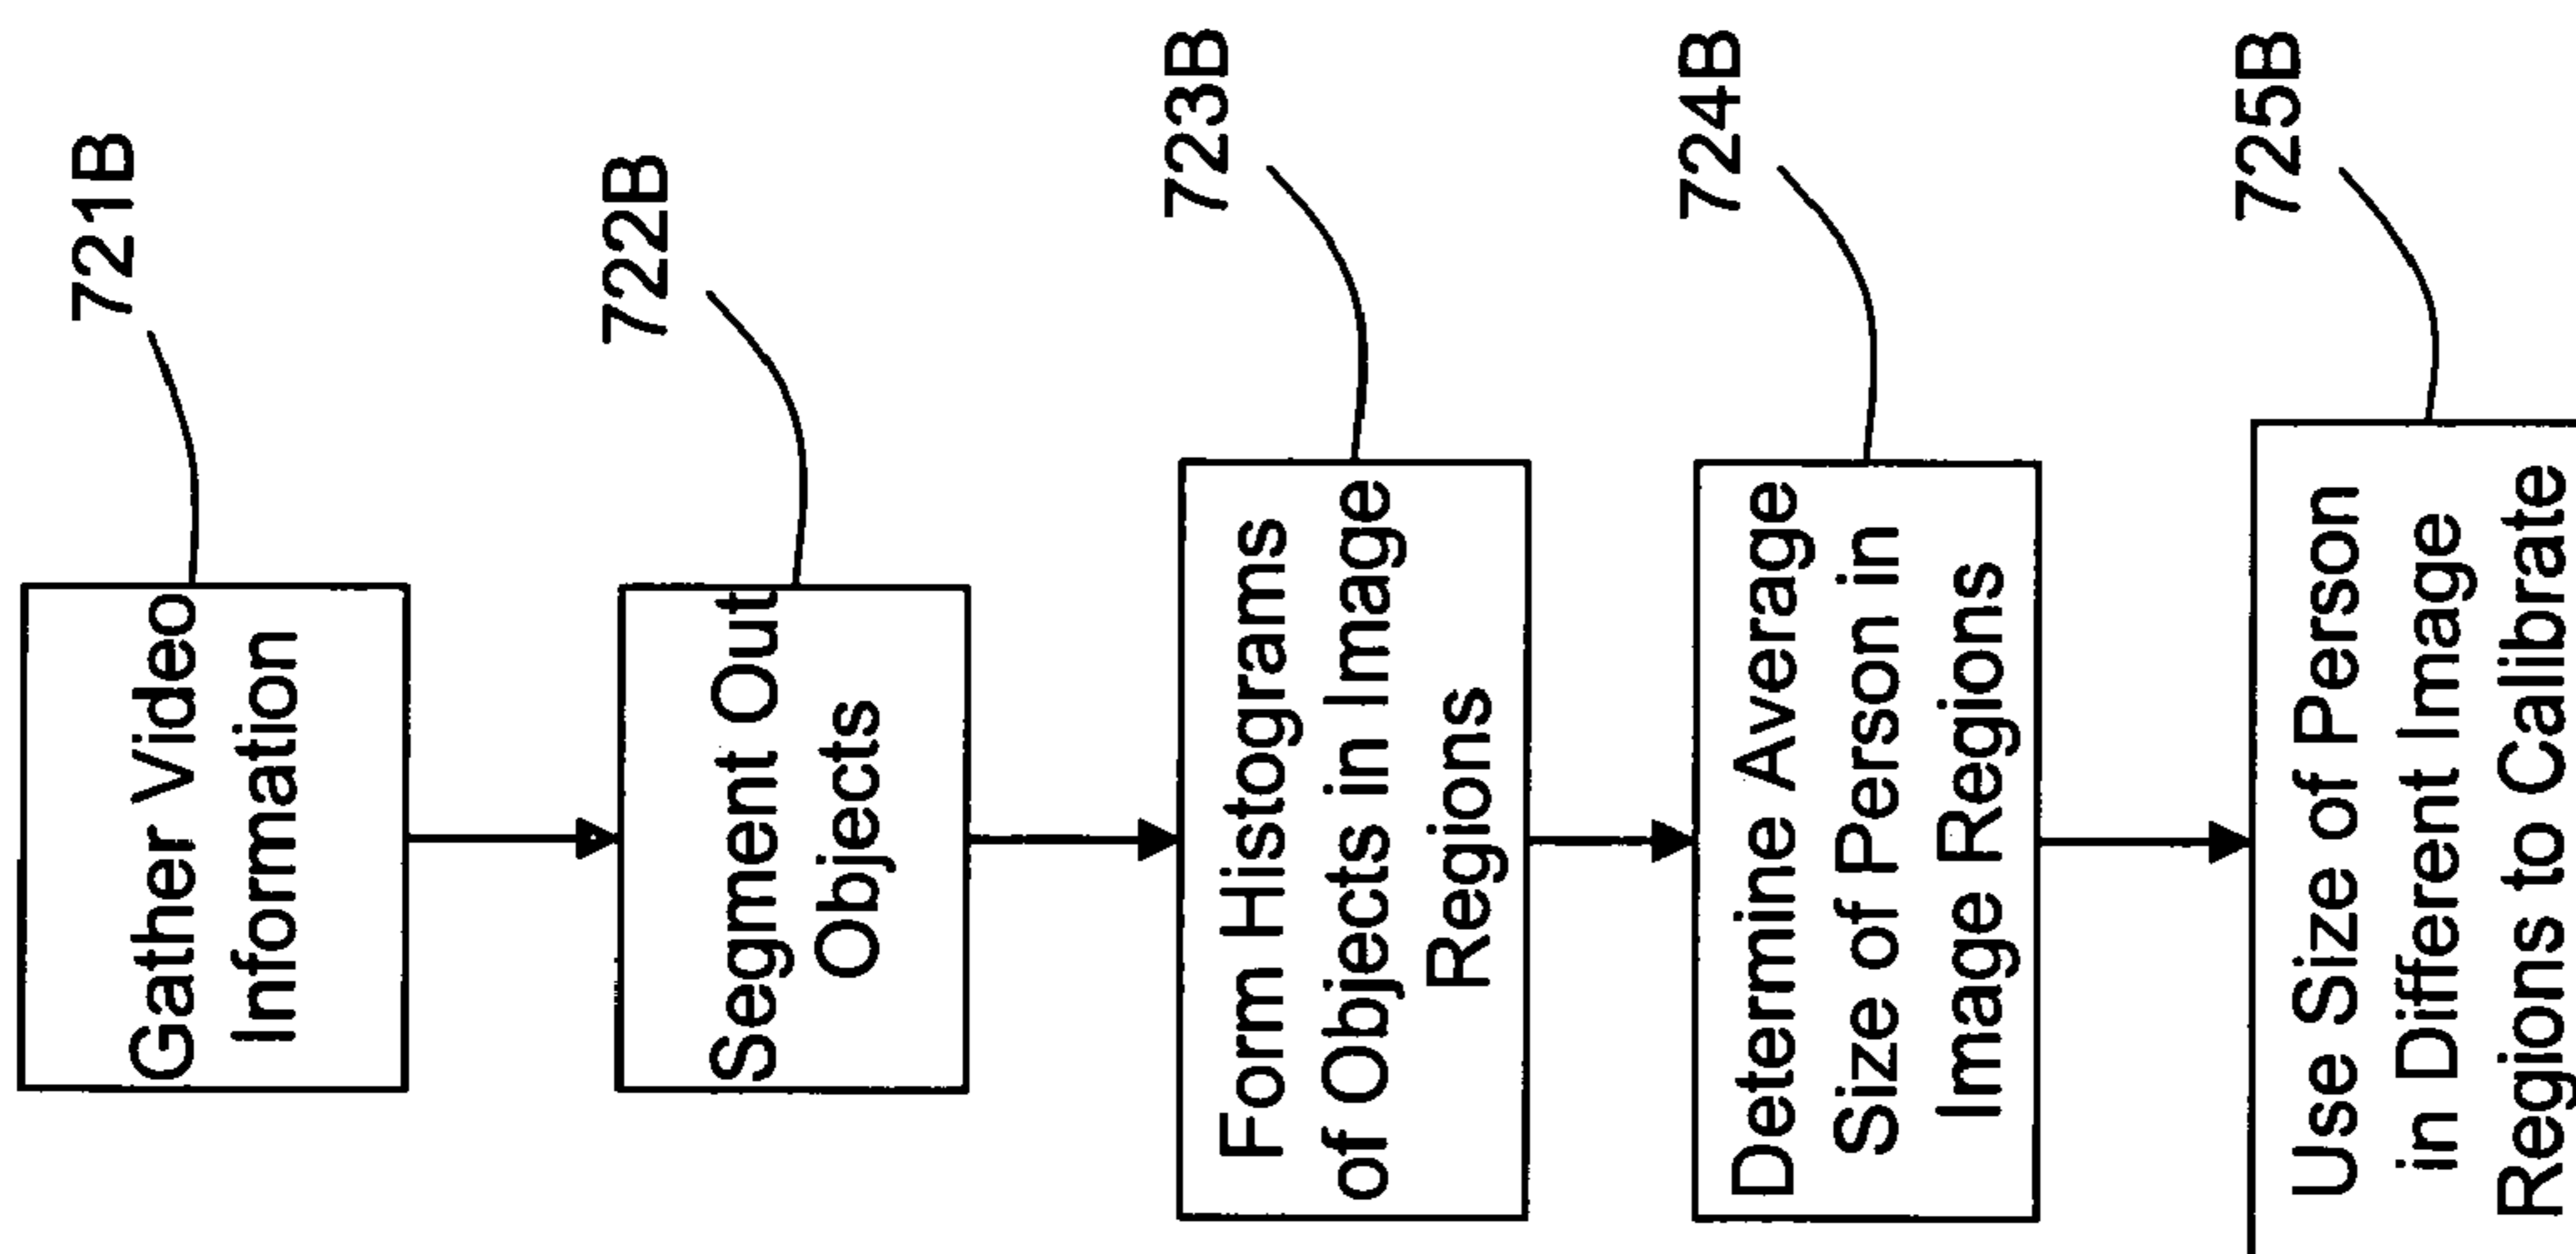 721B
Gather Video
Information
722B
Segment Out
Objects
723B
Form Histograms
of Objects in Image
Regions
724B
Determine Average
Size of Person in
Image Regions
725B
Use Size of Person
in Different Image
Regions to Calibrate